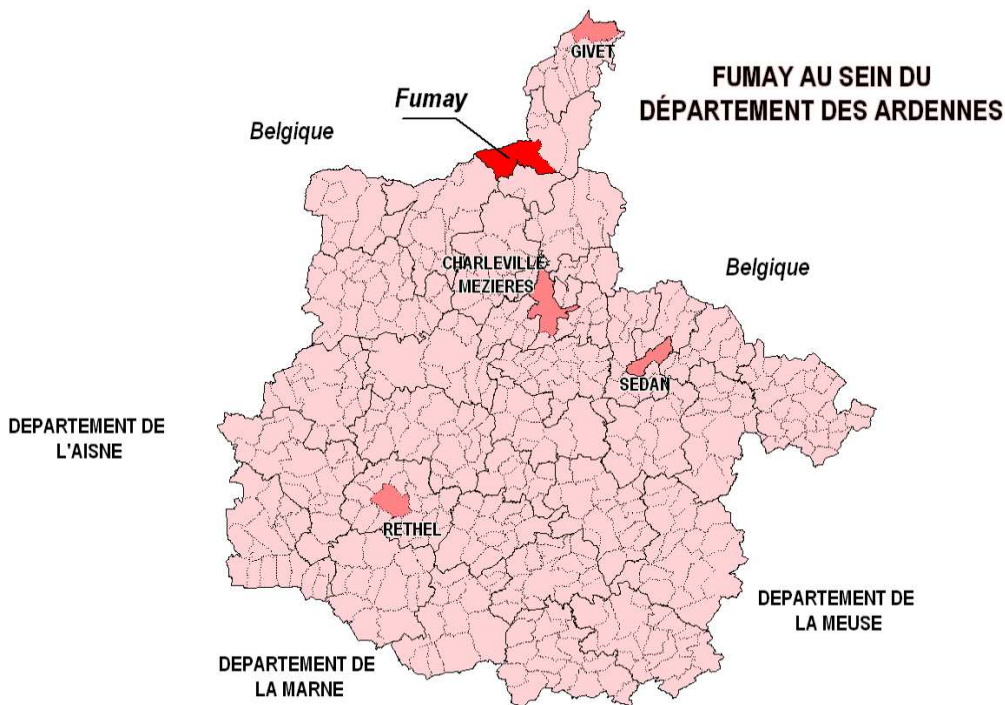 GIVET
FUMAY AU SEIN DU
DÉPARTEMENT DES ARDENNES
Fumay
Belgique
CHARLEVILLE-
MEZIERES
Belgique
SEDAN
DEPARTEMENT DE
L'AISNE
RETHEL
DEPARTEMENT DE
LA MEUSE
DEPARTEMENT DE
LA MARNE